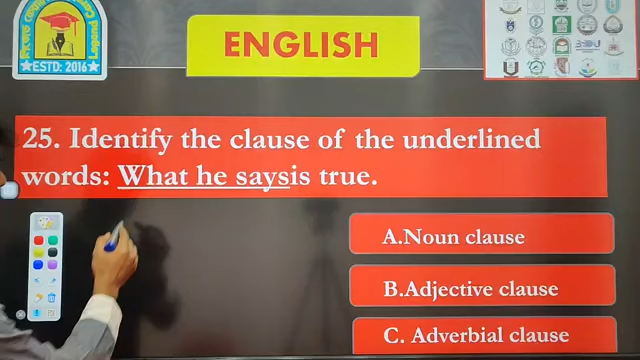 ESTD: 2016
ENGLISH
25. Identify the clause of the underlined
words: What he saysis true.
A.Noun clause
B.Adjective clause
C. Adverbial clause